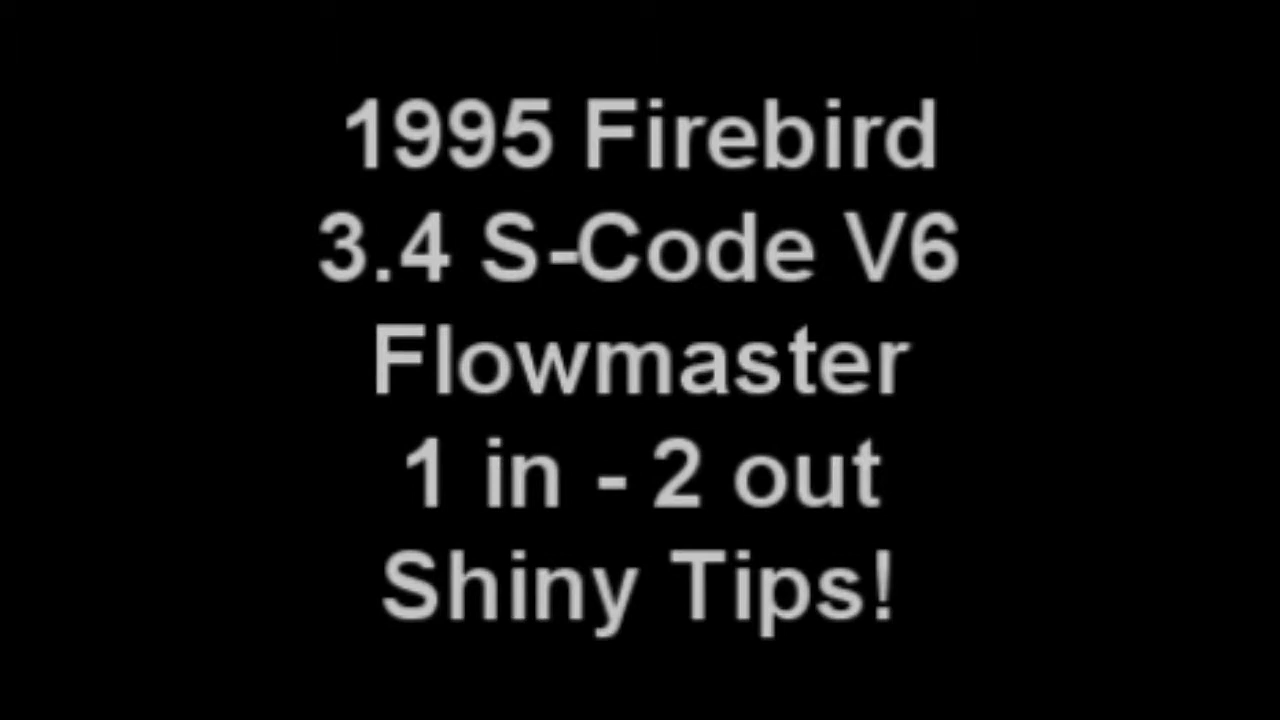 1995 Firebird
3.4 S-Code V6
Flowmaster
1 in - 2 out
Shiny Tips!